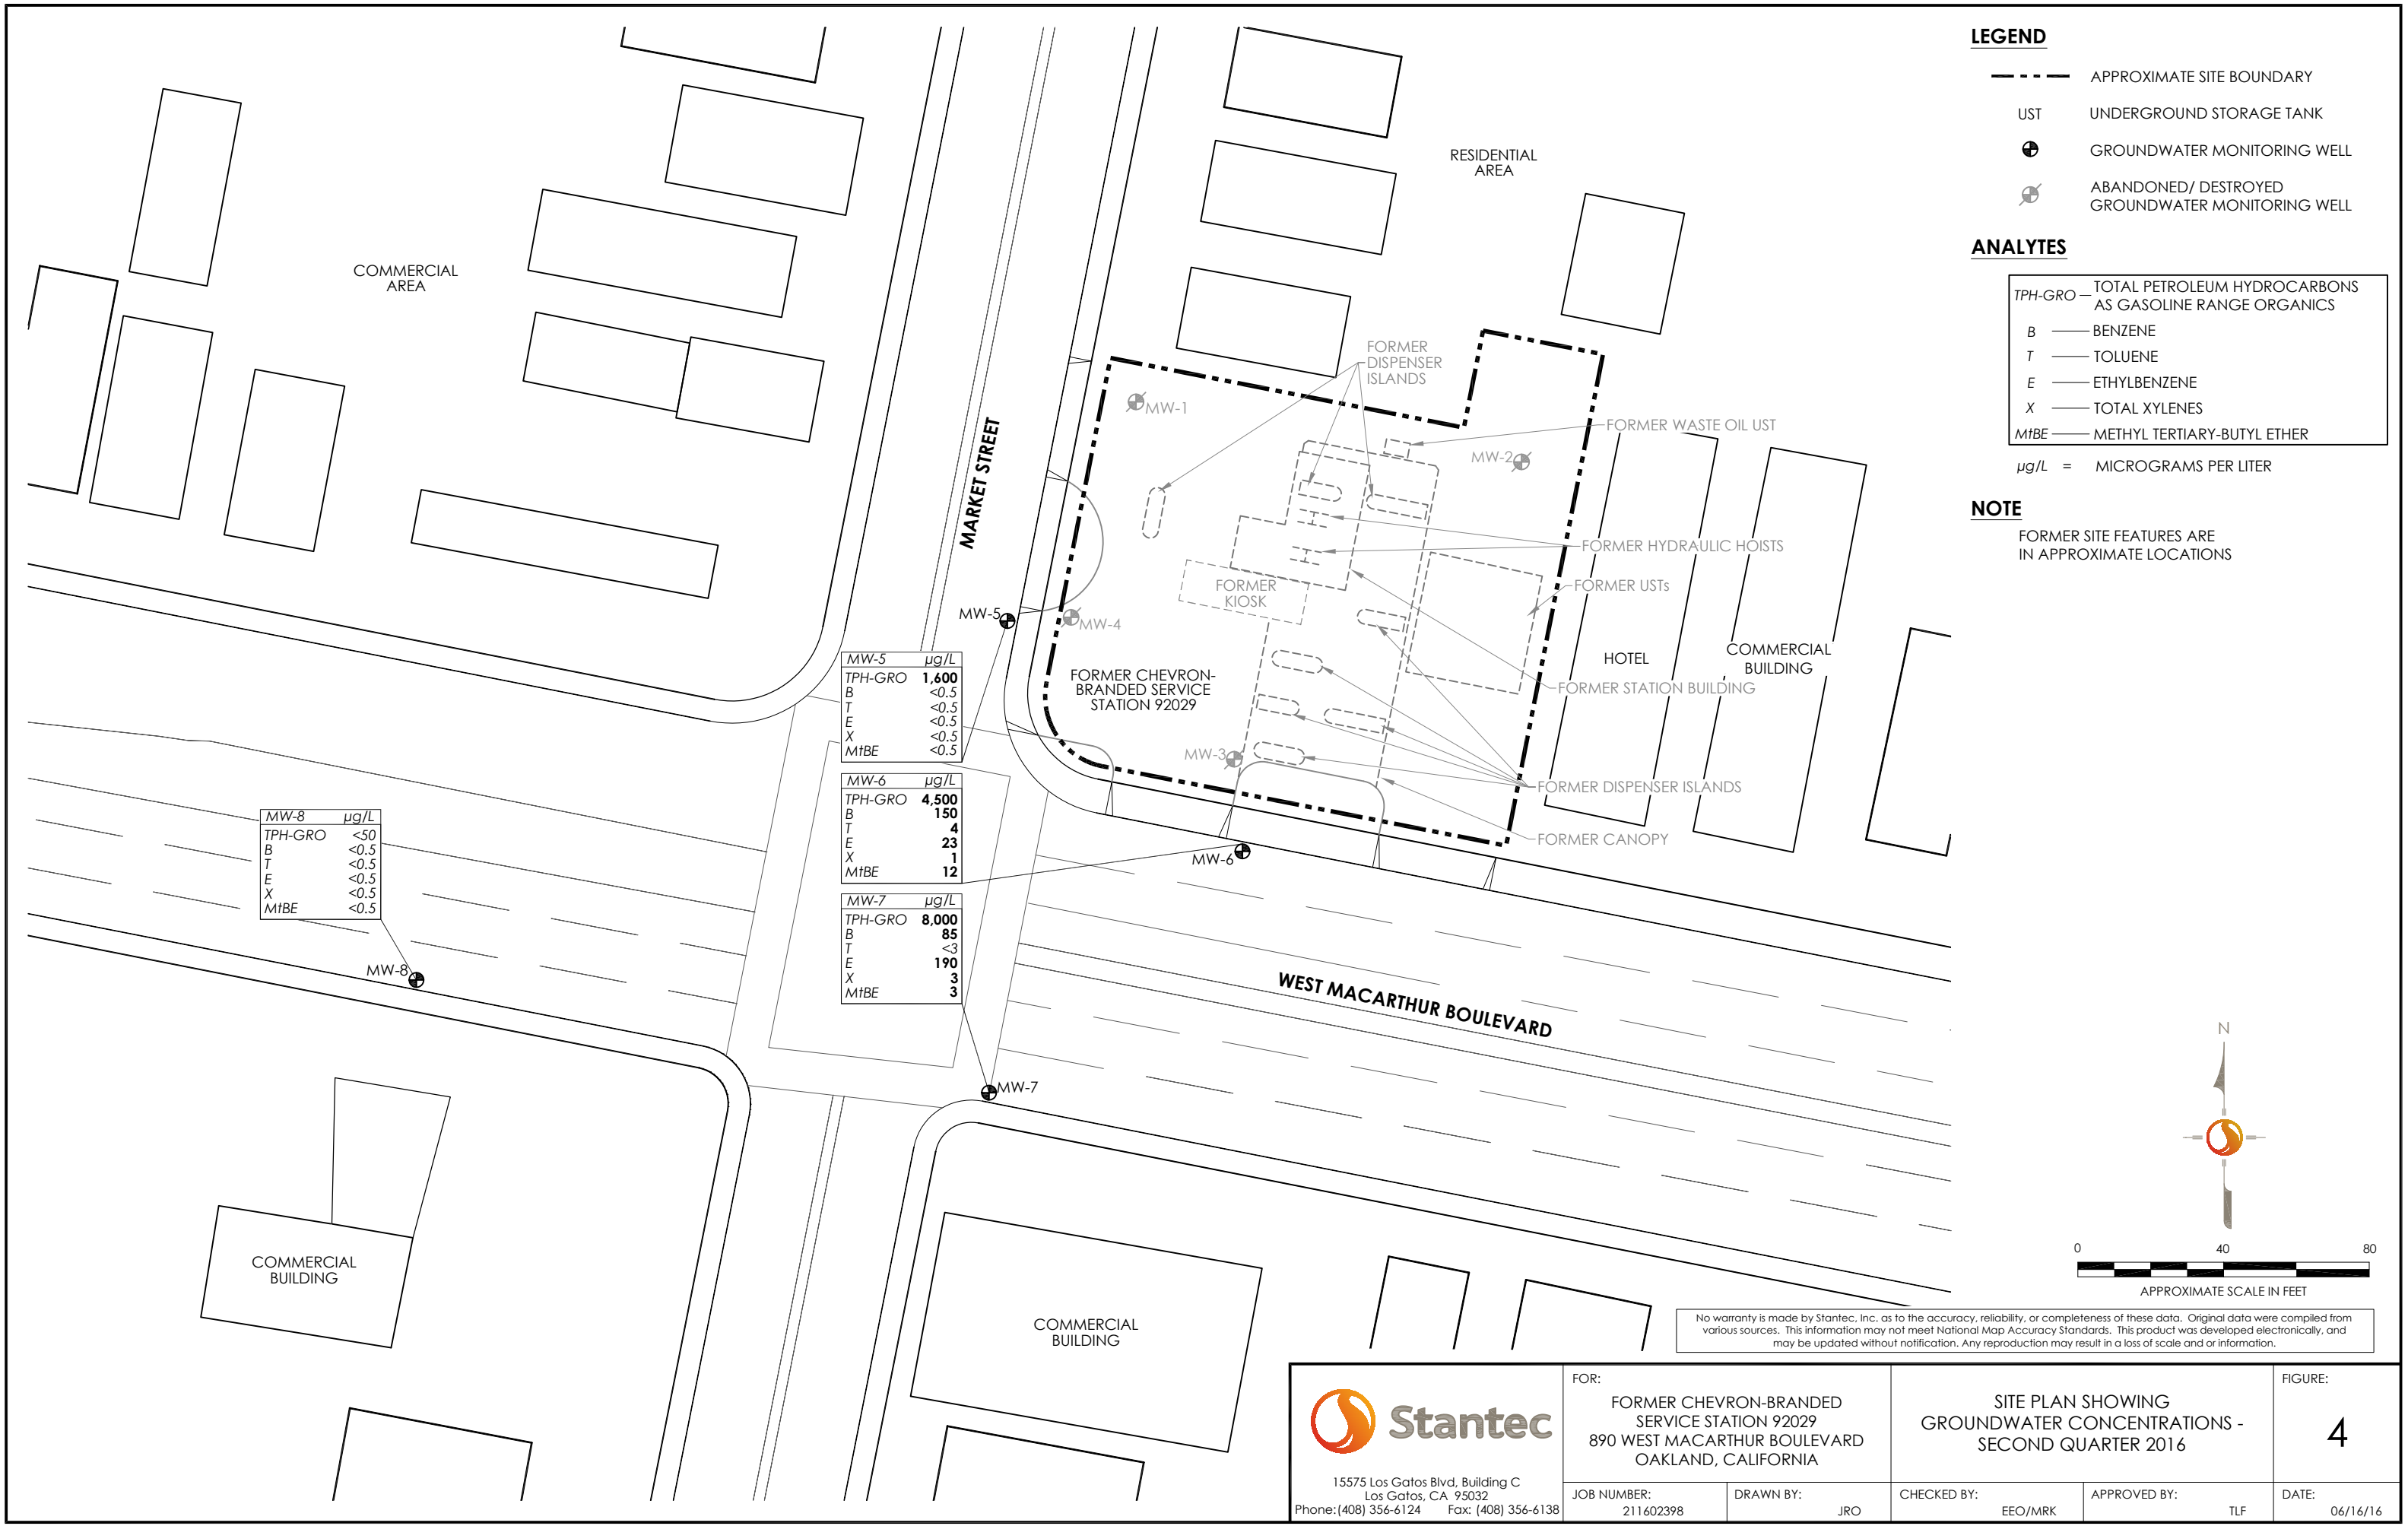 LEGEND
APPROXIMATE SITE BOUNDARY
UST UNDERGROUND STORAGE TANK
GROUNDWATER MONITORING WELL
ABANDONED/ DESTROYED
GROUNDWATER MONITORING WELL
ANALYTES
TPH-GRO TOTAL PETROLEUM HYDROCARBONS
AS GASOLINE RANGE ORGANICS
B BENZENE
T TOLUENE
E ETHYLBENZENE
X TOTAL XYLENES
MtBE METHYL TERTIARY-BUTYL ETHER
µg/L = MICROGRAMS PER LITER
NOTE
FORMER SITE FEATURES ARE
IN APPROXIMATE LOCATIONS
COMMERCIAL
AREA
RESIDENTIAL
AREA
MARKET STREET
FORMER
DISPENSER
ISLANDS
MW-1
FORMER WASTE OIL UST
MW-2
FORMER HYDRAULIC HOISTS
FORMER USTs
FORMER
KIOSK
MW-5
MW-4
HOTEL
COMMERCIAL
BUILDING
FORMER CHEVRON-
BRANDED SERVICE
STATION 92029
FORMER STATION BUILDING
MW-3
FORMER DISPENSER ISLANDS
FORMER CANOPY
MW-6
MW-5 µg/L
TPH-GRO 1,600
B <0.5
T <0.5
E <0.5
X <0.5
MtBE <0.5
MW-6 µg/L
TPH-GRO 4,500
B 150
T 4
E 23
X 1
MtBE 12
MW-7 µg/L
TPH-GRO 8,000
B 85
T <3
E 190
X 3
MtBE 3
MW-8 µg/L
TPH-GRO <50
B <0.5
T <0.5
E <0.5
X <0.5
MtBE <0.5
MW-8
WEST MACARTHUR BOULEVARD
MW-7
COMMERCIAL
BUILDING
COMMERCIAL
BUILDING
N
0 40 80
APPROXIMATE SCALE IN FEET
No warranty is made by Stantec, Inc. as to the accuracy, reliability, or completeness of these data. Original data were compiled from
various sources. This information may not meet National Map Accuracy Standards. This product was developed electronically, and
may be updated without notification. Any reproduction may result in a loss of scale and or information.
Stantec
15575 Los Gatos Blvd, Building C
Los Gatos, CA 95032
Phone:(408) 356-6124 Fax: (408) 356-6138
FOR:
FORMER CHEVRON-BRANDED
SERVICE STATION 92029
890 WEST MACARTHUR BOULEVARD
OAKLAND, CALIFORNIA
SITE PLAN SHOWING
GROUNDWATER CONCENTRATIONS -
SECOND QUARTER 2016
FIGURE:
4
JOB NUMBER:
211602398
DRAWN BY:
JRO
CHECKED BY:
EEO/MRK
APPROVED BY:
TLF
DATE:
06/16/16